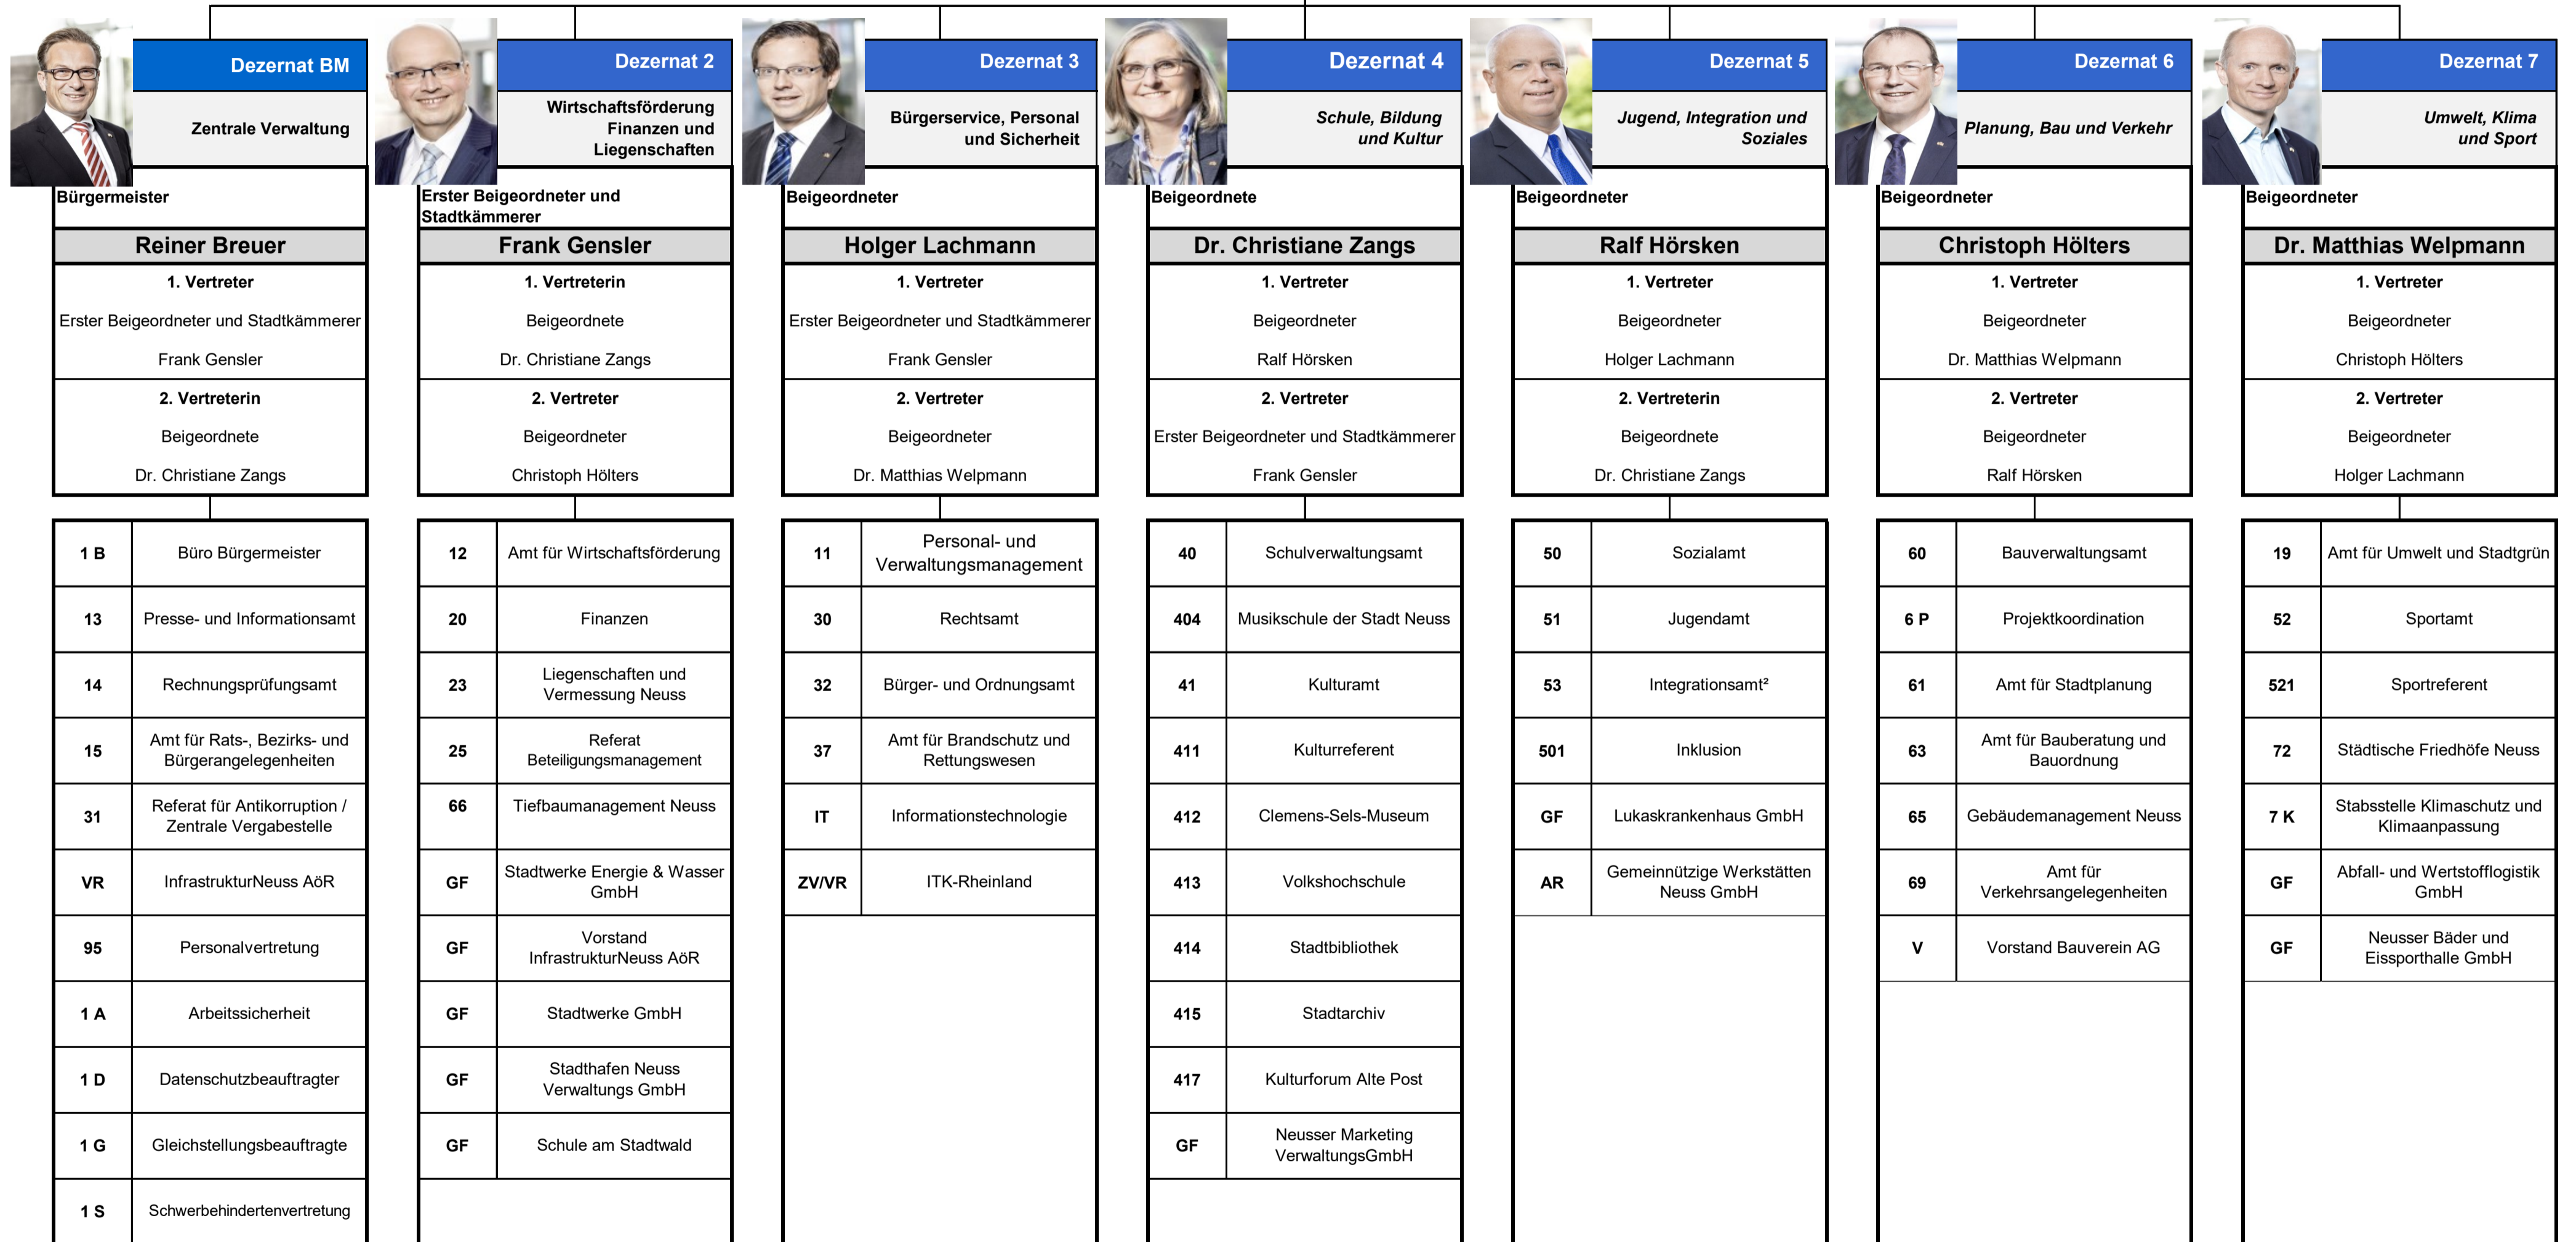 Dezernat BM
Zentrale Verwaltung
Bürgermeister
Reiner Breuer
1. Vertreter
Erster Beigeordneter und Stadtkämmerer
Frank Gensler
2. Vertreterin
Beigeordnete
Dr. Christiane Zangs
1 B
Büro Bürgermeister
13
Presse- und Informationsamt
14
Rechnungsprüfungsamt
15
Amt für Rats-, Bezirks- und
Bürgerangelegenheiten
31
Referat für Antikorruption /
Zentrale Vergabestelle
VR
InfrastrukturNeuss AöR
95
Personalvertretung
1 A
Arbeitssicherheit
1 D
Datenschutzbeauftragter
1 G
Gleichstellungsbeauftragte
1 S
Schwerbehindertenvertretung
Dezernat 2
Wirtschaftsförderung
Finanzen und
Liegenschaften
Erster Beigeordneter und
Stadtkämmerer
Frank Gensler
1. Vertreterin
Beigeordnete
Dr. Christiane Zangs
2. Vertreter
Beigeordneter
Christoph Hölters
12
Amt für Wirtschaftsförderung
20
Finanzen
23
Liegenschaften und
Vermessung Neuss
25
Referat
Beteiligungsmanagement
66
Tiefbaumanagement Neuss
GF
Stadtwerke Energie & Wasser
GmbH
GF
Vorstand
InfrastrukturNeuss AöR
GF
Stadtwerke GmbH
GF
Stadthafen Neuss
Verwaltungs GmbH
GF
Schule am Stadtwald
Dezernat 3
Bürgerservice, Personal
und Sicherheit
Beigeordneter
Holger Lachmann
1. Vertreter
Erster Beigeordneter und Stadtkämmerer
Frank Gensler
2. Vertreter
Beigeordneter
Dr. Matthias Welpmann
11
Personal- und
Verwaltungsmanagement
30
Rechtsamt
32
Bürger- und Ordnungsamt
37
Amt für Brandschutz und
Rettungswesen
IT
Informationstechnologie
ZV/VR
ITK-Rheinland
Dezernat 4
Schule, Bildung
und Kultur
Beigeordnete
Dr. Christiane Zangs
1. Vertreter
Beigeordneter
Ralf Hörsken
2. Vertreter
Erster Beigeordneter und Stadtkämmerer
Frank Gensler
40
Schulverwaltungsamt
404
Musikschule der Stadt Neuss
41
Kulturamt
411
Kulturreferent
412
Clemens-Sels-Museum
413
Volkshochschule
414
Stadtbibliothek
415
Stadtarchiv
417
Kulturforum Alte Post
GF
Neusser Marketing
VerwaltungsGmbH
Dezernat 5
Jugend, Integration und
Soziales
Beigeordneter
Ralf Hörsken
1. Vertreter
Beigeordneter
Holger Lachmann
2. Vertreterin
Beigeordnete
Dr. Christiane Zangs
50
Sozialamt
51
Jugendamt
53
Integrationsamt²
501
Inklusion
GF
Lukaskrankenhaus GmbH
AR
Gemeinnützige Werkstätten
Neuss GmbH
Dezernat 6
Planung, Bau und Verkehr
Beigeordneter
Christoph Hölters
1. Vertreter
Beigeordneter
Dr. Matthias Welpmann
2. Vertreter
Beigeordneter
Ralf Hörsken
60
Bauverwaltungsamt
6 P
Projektkoordination
61
Amt für Stadtplanung
63
Amt für Bauberatung und
Bauordnung
65
Gebäudemanagement Neuss
69
Amt für
Verkehrsangelegenheiten
V
Vorstand Bauverein AG
Dezernat 7
Umwelt, Klima
und Sport
Beigeordneter
Dr. Matthias Welpmann
1. Vertreter
Beigeordneter
Christoph Hölters
2. Vertreter
Beigeordneter
Holger Lachmann
19
Amt für Umwelt und Stadtgrün
52
Sportamt
521
Sportreferent
72
Städtische Friedhöfe Neuss
7 K
Stabsstelle Klimaschutz und
Klimaanpassung
GF
Abfall- und Wertstofflogistik
GmbH
GF
Neusser Bäder und
Eissporthalle GmbH